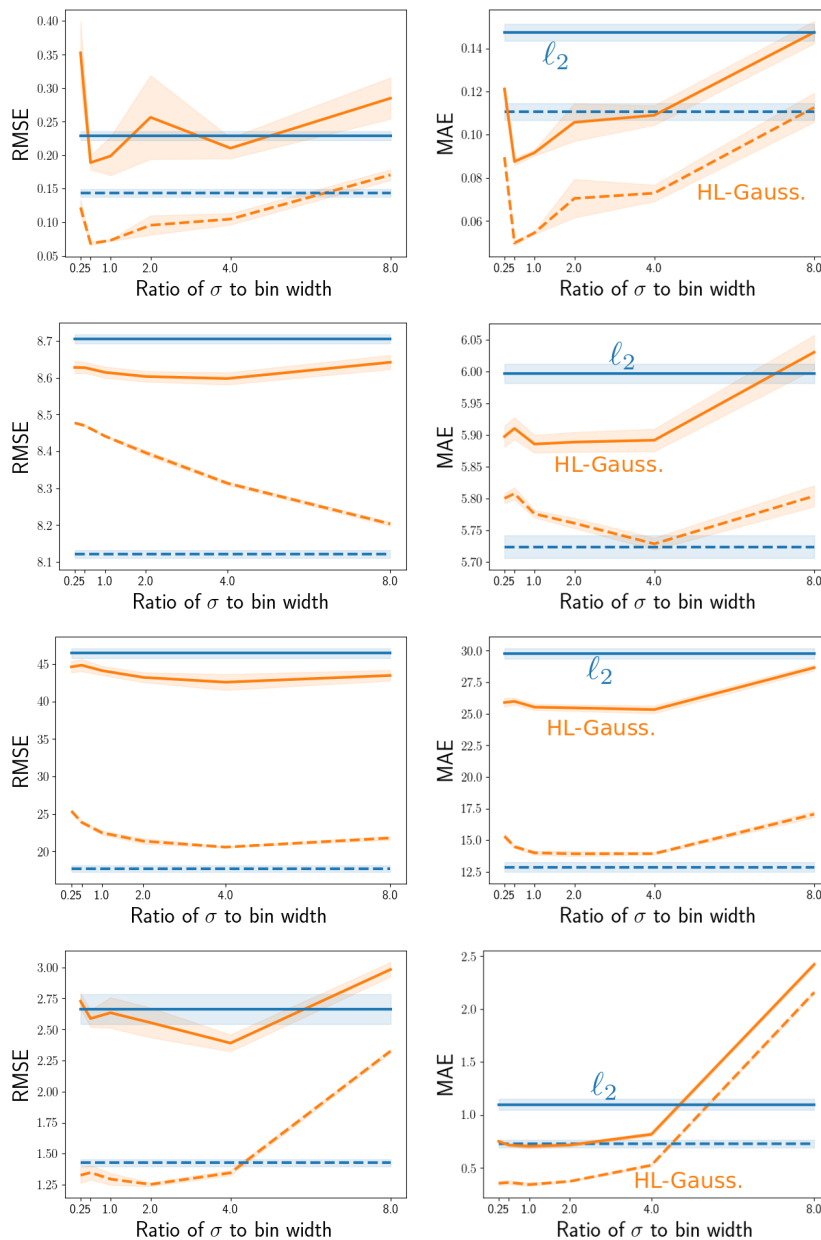 0.40
0.35
0.30
0.25
0.20
0.15
0.10
0.05
RMSE
0.25 1.0 2.0 4.0 8.0
Ratio of σ to bin width
0.14
0.12
0.10
0.08
0.06
MAE
ℓ2
HL-Gauss.
0.25 1.0 2.0 4.0 8.0
Ratio of σ to bin width
8.7
8.6
8.5
8.4
8.3
8.2
8.1
RMSE
0.25 1.0 2.0 4.0 8.0
Ratio of σ to bin width
6.05
6.00
5.95
5.90
5.85
5.80
5.75
5.70
MAE
ℓ2
HL-Gauss.
0.25 1.0 2.0 4.0 8.0
Ratio of σ to bin width
45
40
35
30
25
20
RMSE
0.25 1.0 2.0 4.0 8.0
Ratio of σ to bin width
30.0
27.5
25.0
22.5
20.0
17.5
15.0
12.5
MAE
ℓ2
HL-Gauss.
0.25 1.0 2.0 4.0 8.0
Ratio of σ to bin width
3.00
2.75
2.50
2.25
2.00
1.75
1.50
1.25
RMSE
0.25 1.0 2.0 4.0 8.0
Ratio of σ to bin width
2.5
2.0
1.5
1.0
0.5
MAE
ℓ2
HL-Gauss.
0.25 1.0 2.0 4.0 8.0
Ratio of σ to bin width